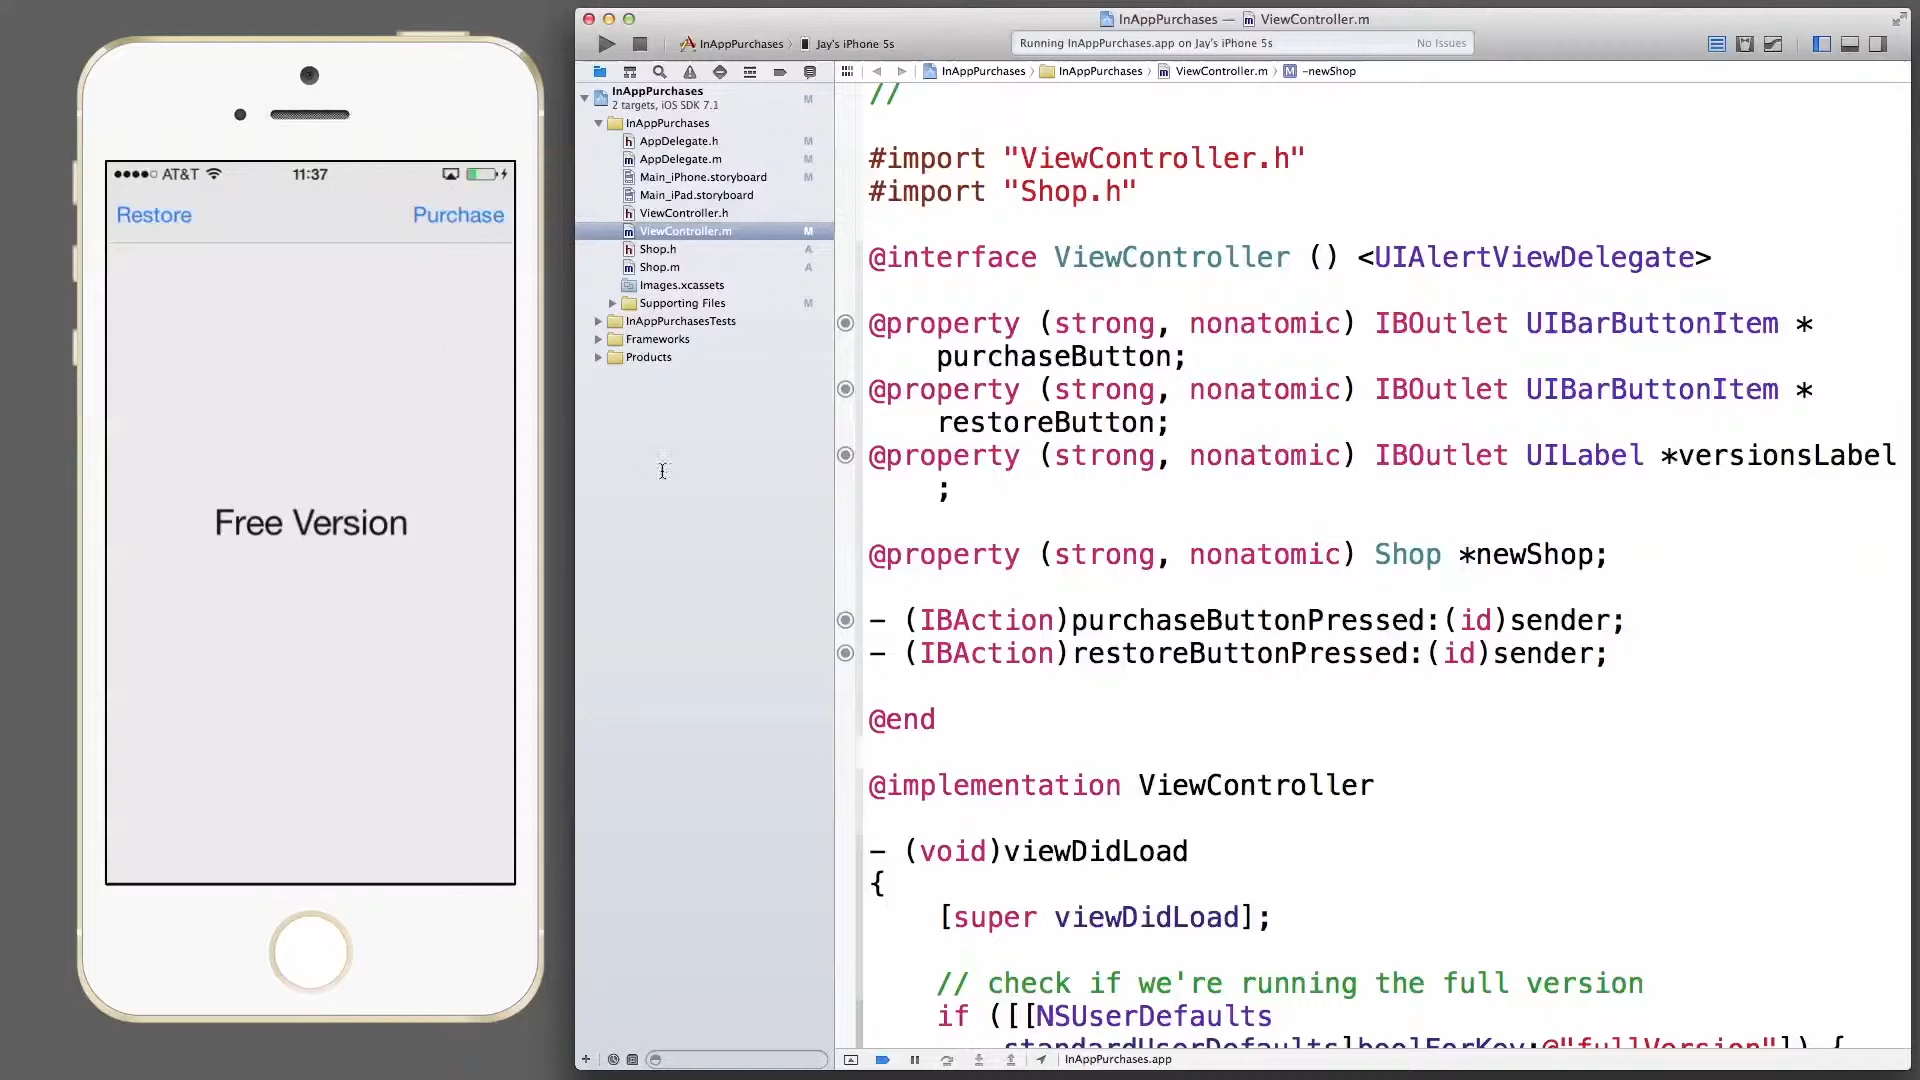 AT&T
11:37
Restore
Purchase
Free Version
InAppPurchases — ViewController.m
InAppPurchases
Jay's iPhone 5s
Running InAppPurchases.app on Jay's iPhone 5s
No Issues
InAppPurchases
InAppPurchases
ViewController.m
M
-newShop
InAppPurchases
M
2 targets, iOS SDK 7.1
InAppPurchases
h AppDelegate.h M
m AppDelegate.m M
Main_iPhone.storyboard M
Main_iPad.storyboard
h ViewController.h
m ViewController.m M
h Shop.h A
m Shop.m A
Images.xcassets
Supporting Files M
InAppPurchasesTests
Frameworks
Products
//
#import "ViewController.h"
#import "Shop.h"
@interface ViewController () <UIAlertViewDelegate>
@property (strong, nonatomic) IBOutlet UIBarButtonItem *
purchaseButton;
@property (strong, nonatomic) IBOutlet UIBarButtonItem *
restoreButton;
@property (strong, nonatomic) IBOutlet UILabel *versionsLabel
;
@property (strong, nonatomic) Shop *newShop;
- (IBAction)purchaseButtonPressed:(id)sender;
- (IBAction)restoreButtonPressed:(id)sender;
@end
@implementation ViewController
- (void)viewDidLoad
{
[super viewDidLoad];
// check if we're running the full version
if ([[NSUserDefaults
standardUserDefaults]boolForKey:@"fullVersion"]) {
InAppPurchases.app